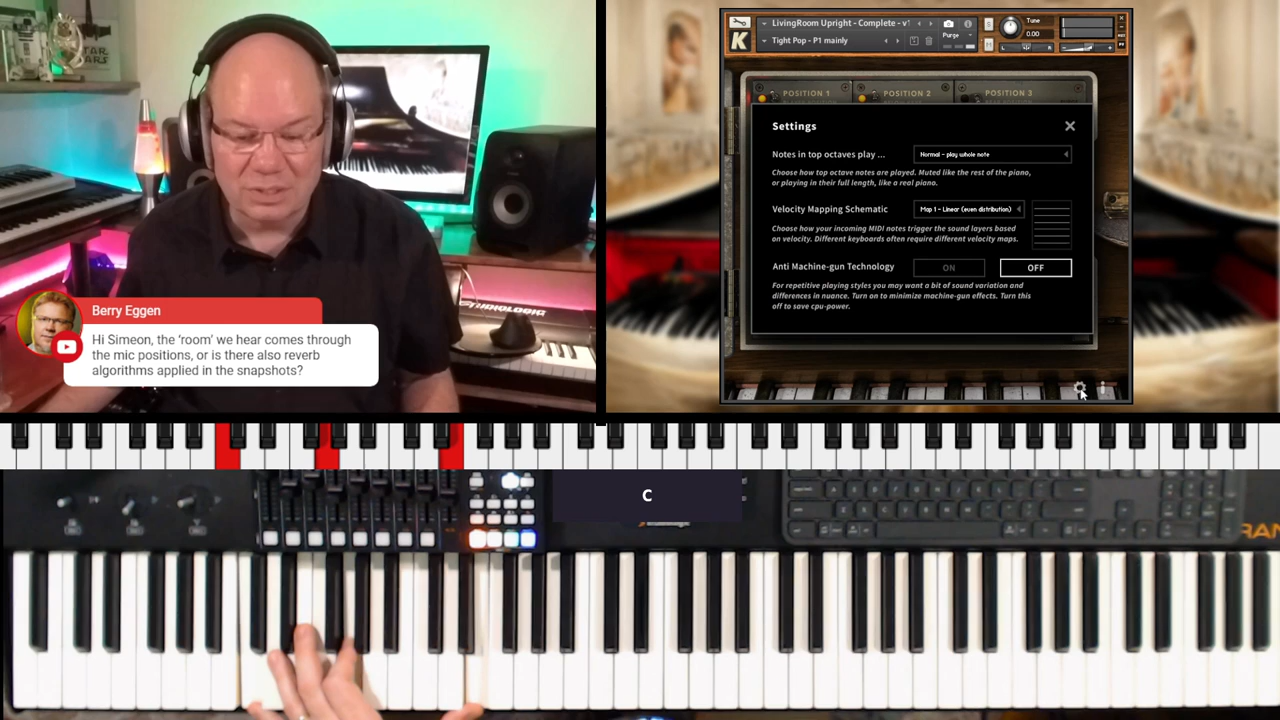 STAR
WARS
STUDIOLOGIC
Berry Eggen
Hi Simeon, the 'room' we hear comes through
the mic positions, or is there also reverb
algorithms applied in the snapshots?
K
LivingRoom Upright - Complete - v
Tight Pop - P1 mainly
Purge
S
M
Tune
0.00
L
R
POSITION 1
POSITION 2
POSITION 3
Settings
Notes in top octaves play ...
Normal - play whole note
Choose how top octave notes are played. Muted like the rest of the piano,
or playing in their full length, like a real piano.
Velocity Mapping Schematic
Map 1 - Linear (even distribution)
Choose how your incoming MIDI notes trigger the sound layers based
on velocity. Different keyboards often require different velocity maps.
Anti Machine-gun Technology
ON
OFF
For repetitive playing styles you may want a bit of sound variation and
differences in nuance. Turn on to minimize machine-gun effects. Turn this
off to save cpu-power.
C